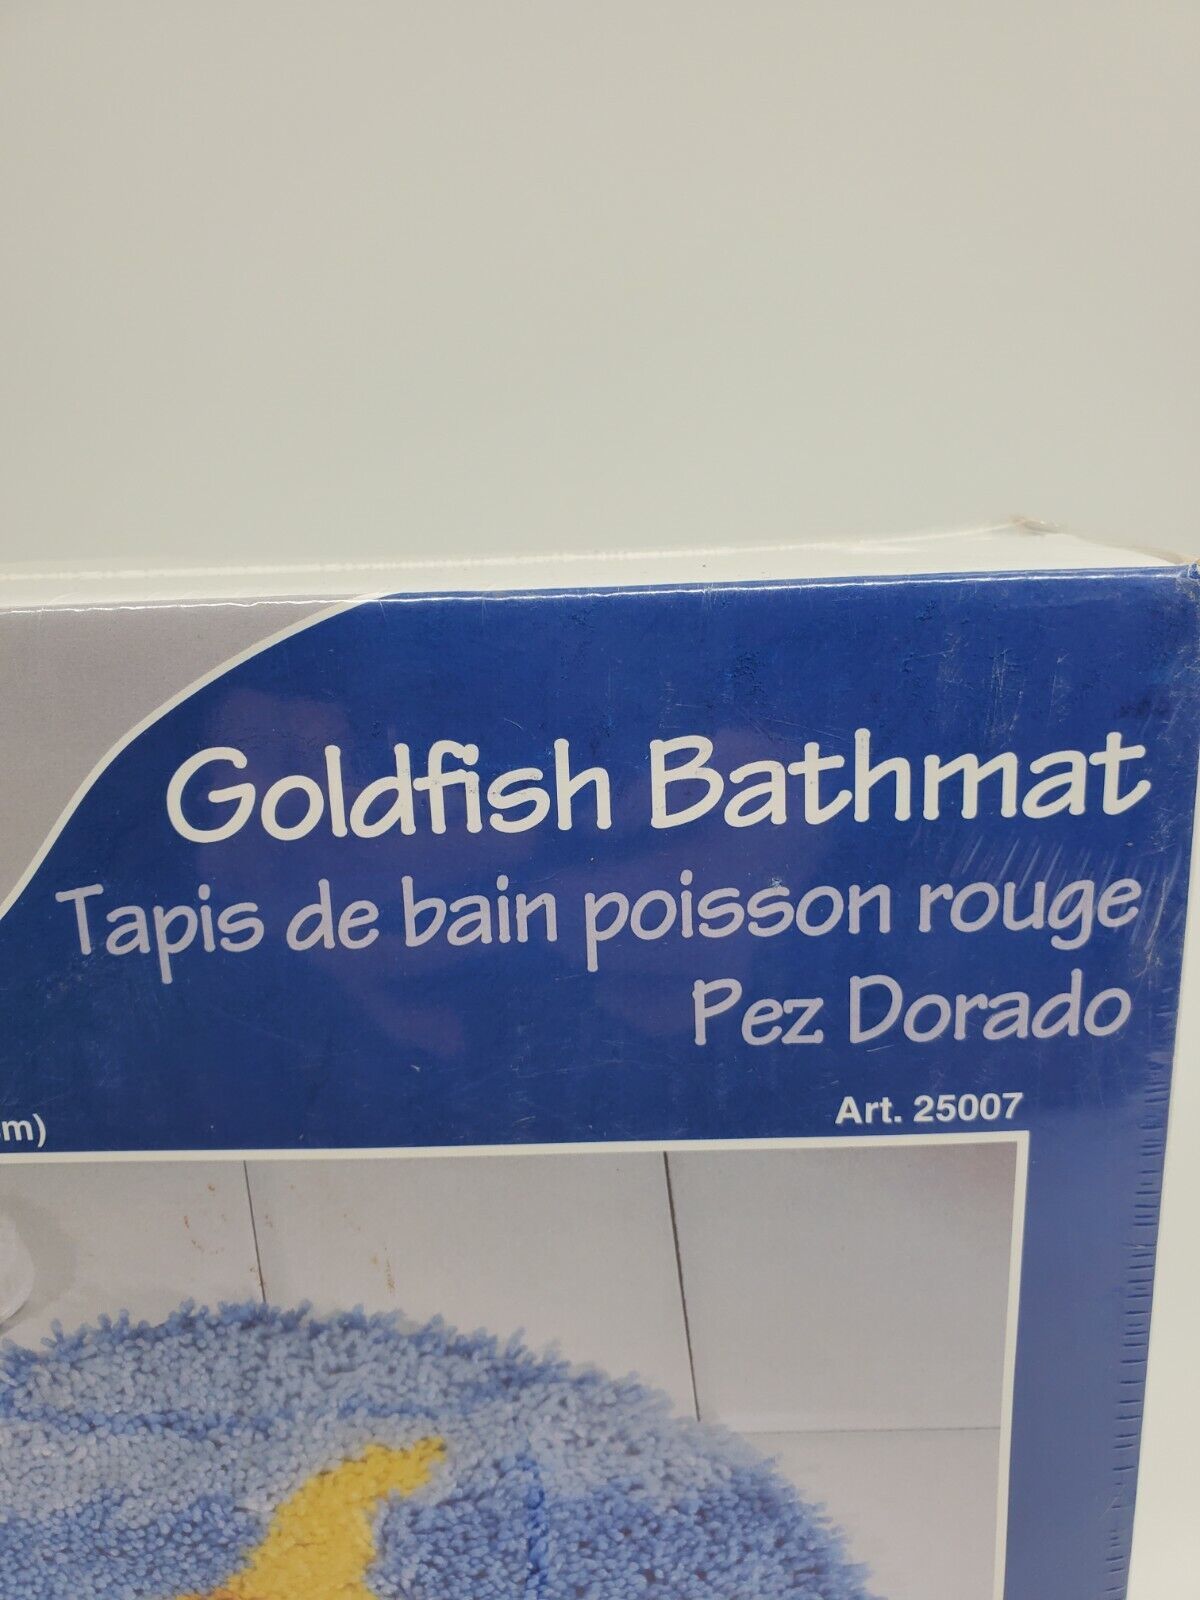 Goldfish Bathmat
Tapis de bain poisson rouge
Pez Dorado
Art. 25007
m)